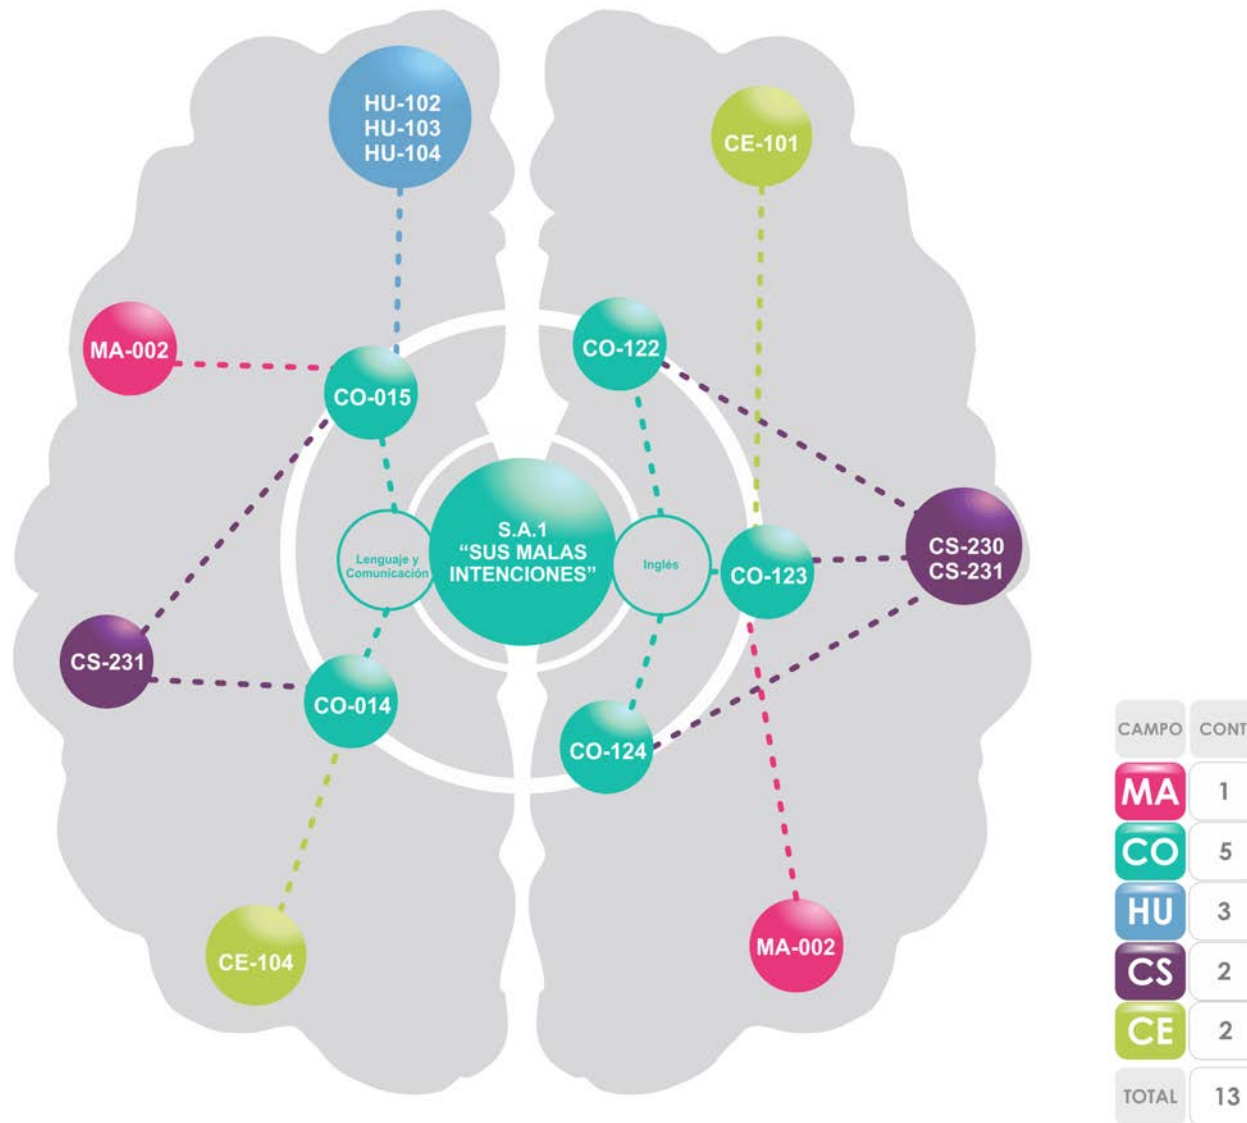 HU-102
HU-103
HU-104
CE-101
MA-002
CO-122
CO-015
S.A.1
“SUS MALAS
INTENCIONES”
Lenguaje y
Comunicación
Inglés
CO-123
CS-230
CS-231
CS-231
CO-014
CO-124
CE-104
MA-002
CAMPO CONT
MA 1
CO 5
HU 3
CS 2
CE 2
TOTAL 13